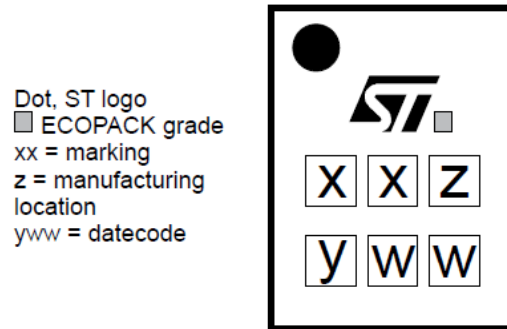 Dot, ST logo
ECOPACK grade
xx = marking
z = manufacturing
location
yww = datecode
ST
x x z
y w w